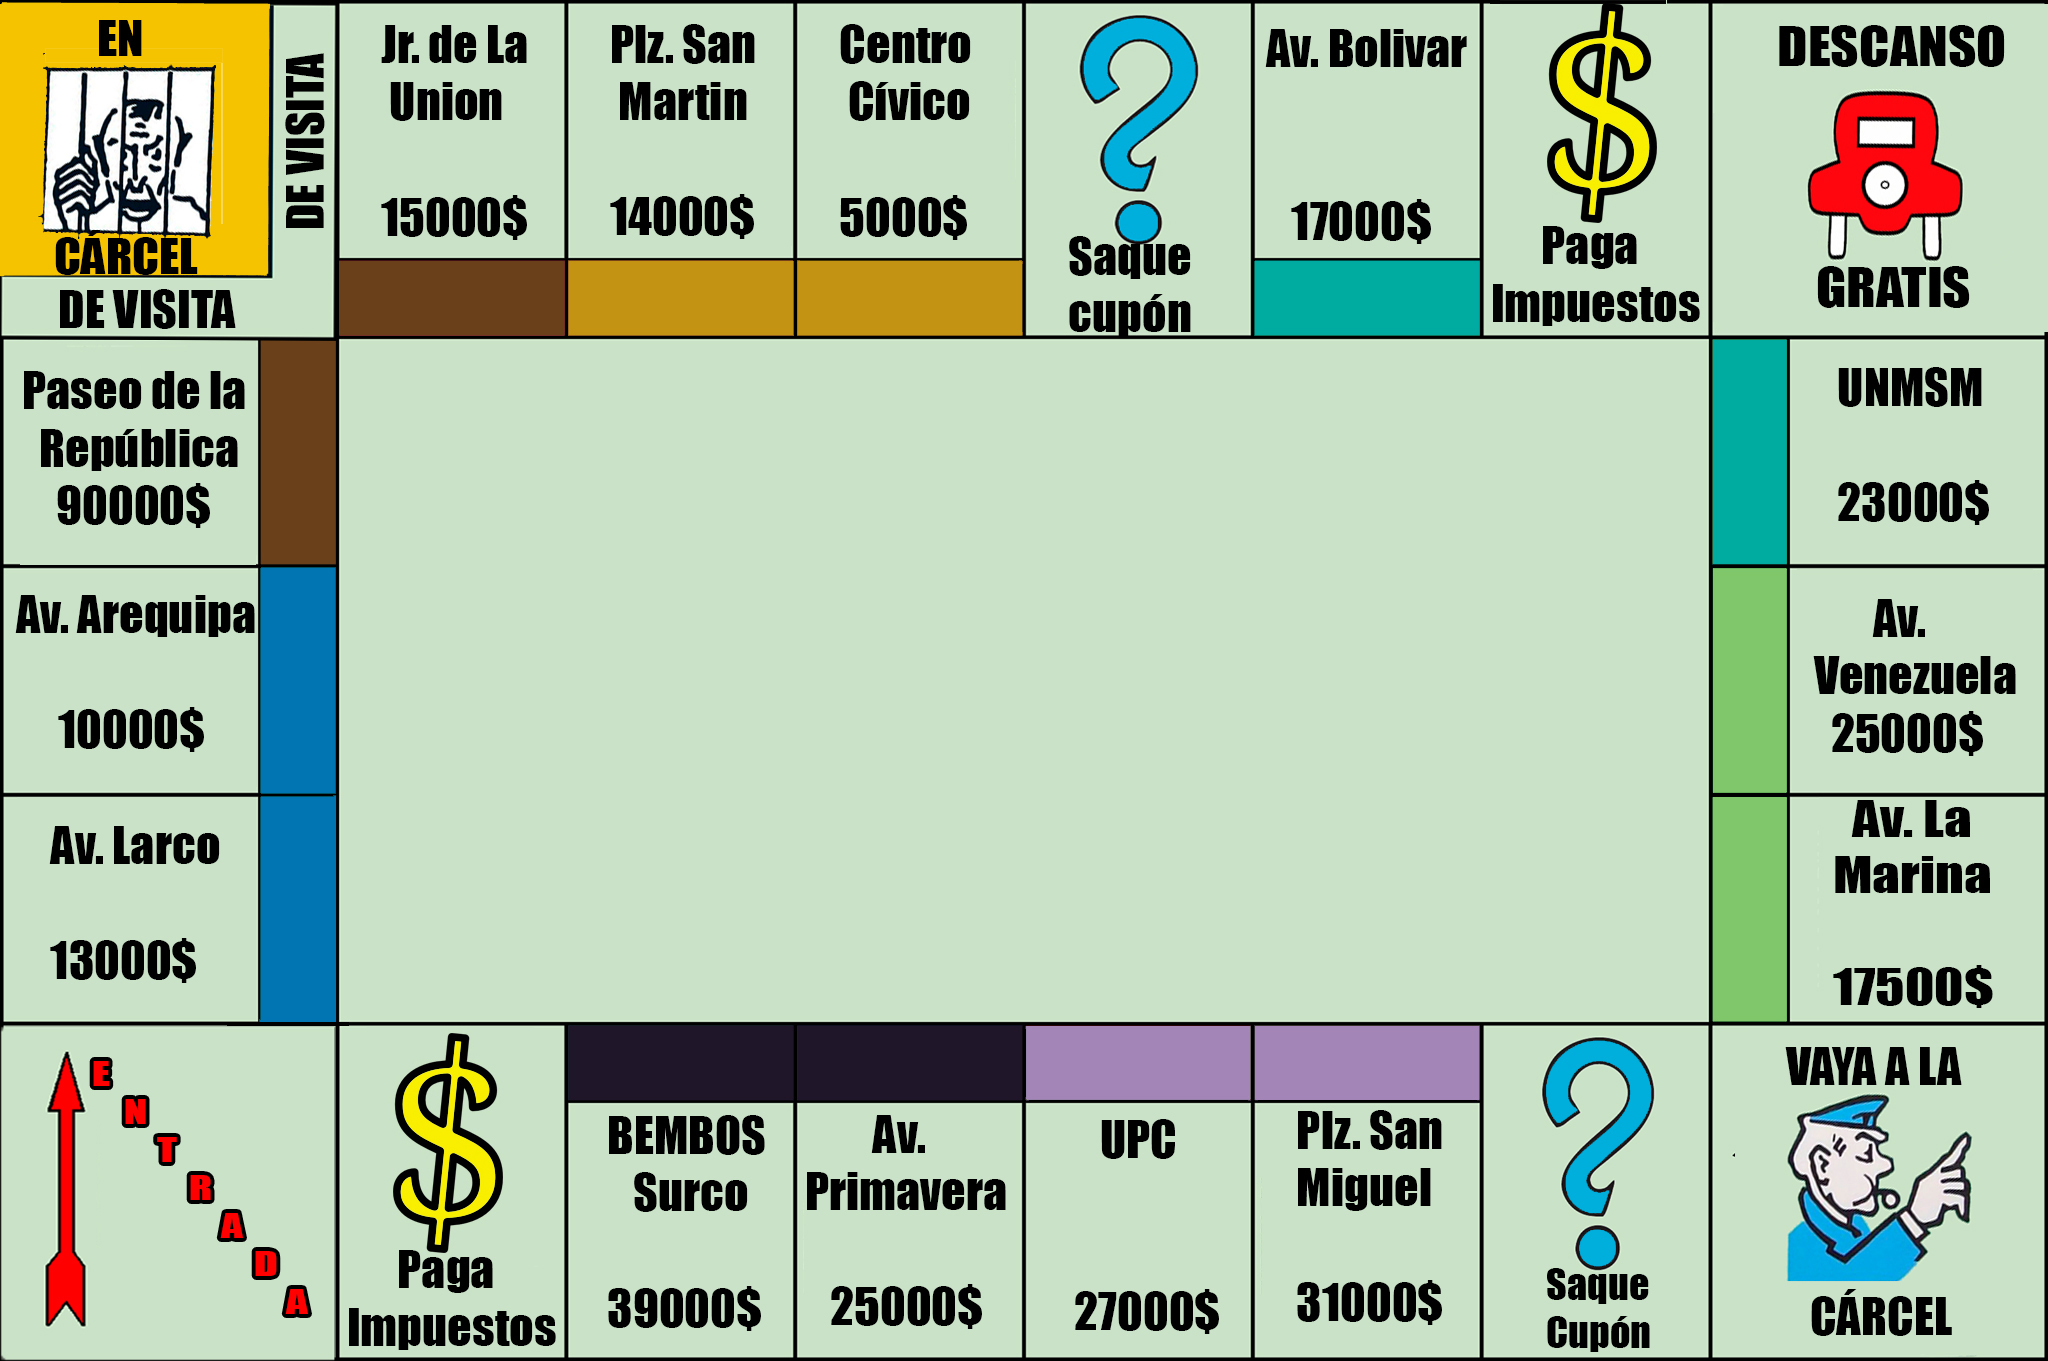 EN
CÁRCEL
DE VISITA
DE VISITA
Jr. de La
Union
15000$
Plz. San
Martin
14000$
Centro
Cívico
5000$
Saque
cupón
Av. Bolivar
17000$
Paga
Impuestos
DESCANSO
GRATIS
Paseo de la
República
90000$
UNMSM
23000$
Av. Arequipa
10000$
Av.
Venezuela
25000$
Av. Larco
13000$
Av. La
Marina
17500$
ENTRADA
Paga
Impuestos
BEMBOS
Surco
39000$
Av.
Primavera
25000$
UPC
27000$
Plz. San
Miguel
31000$
Saque
Cupón
VAYA A LA
CÁRCEL